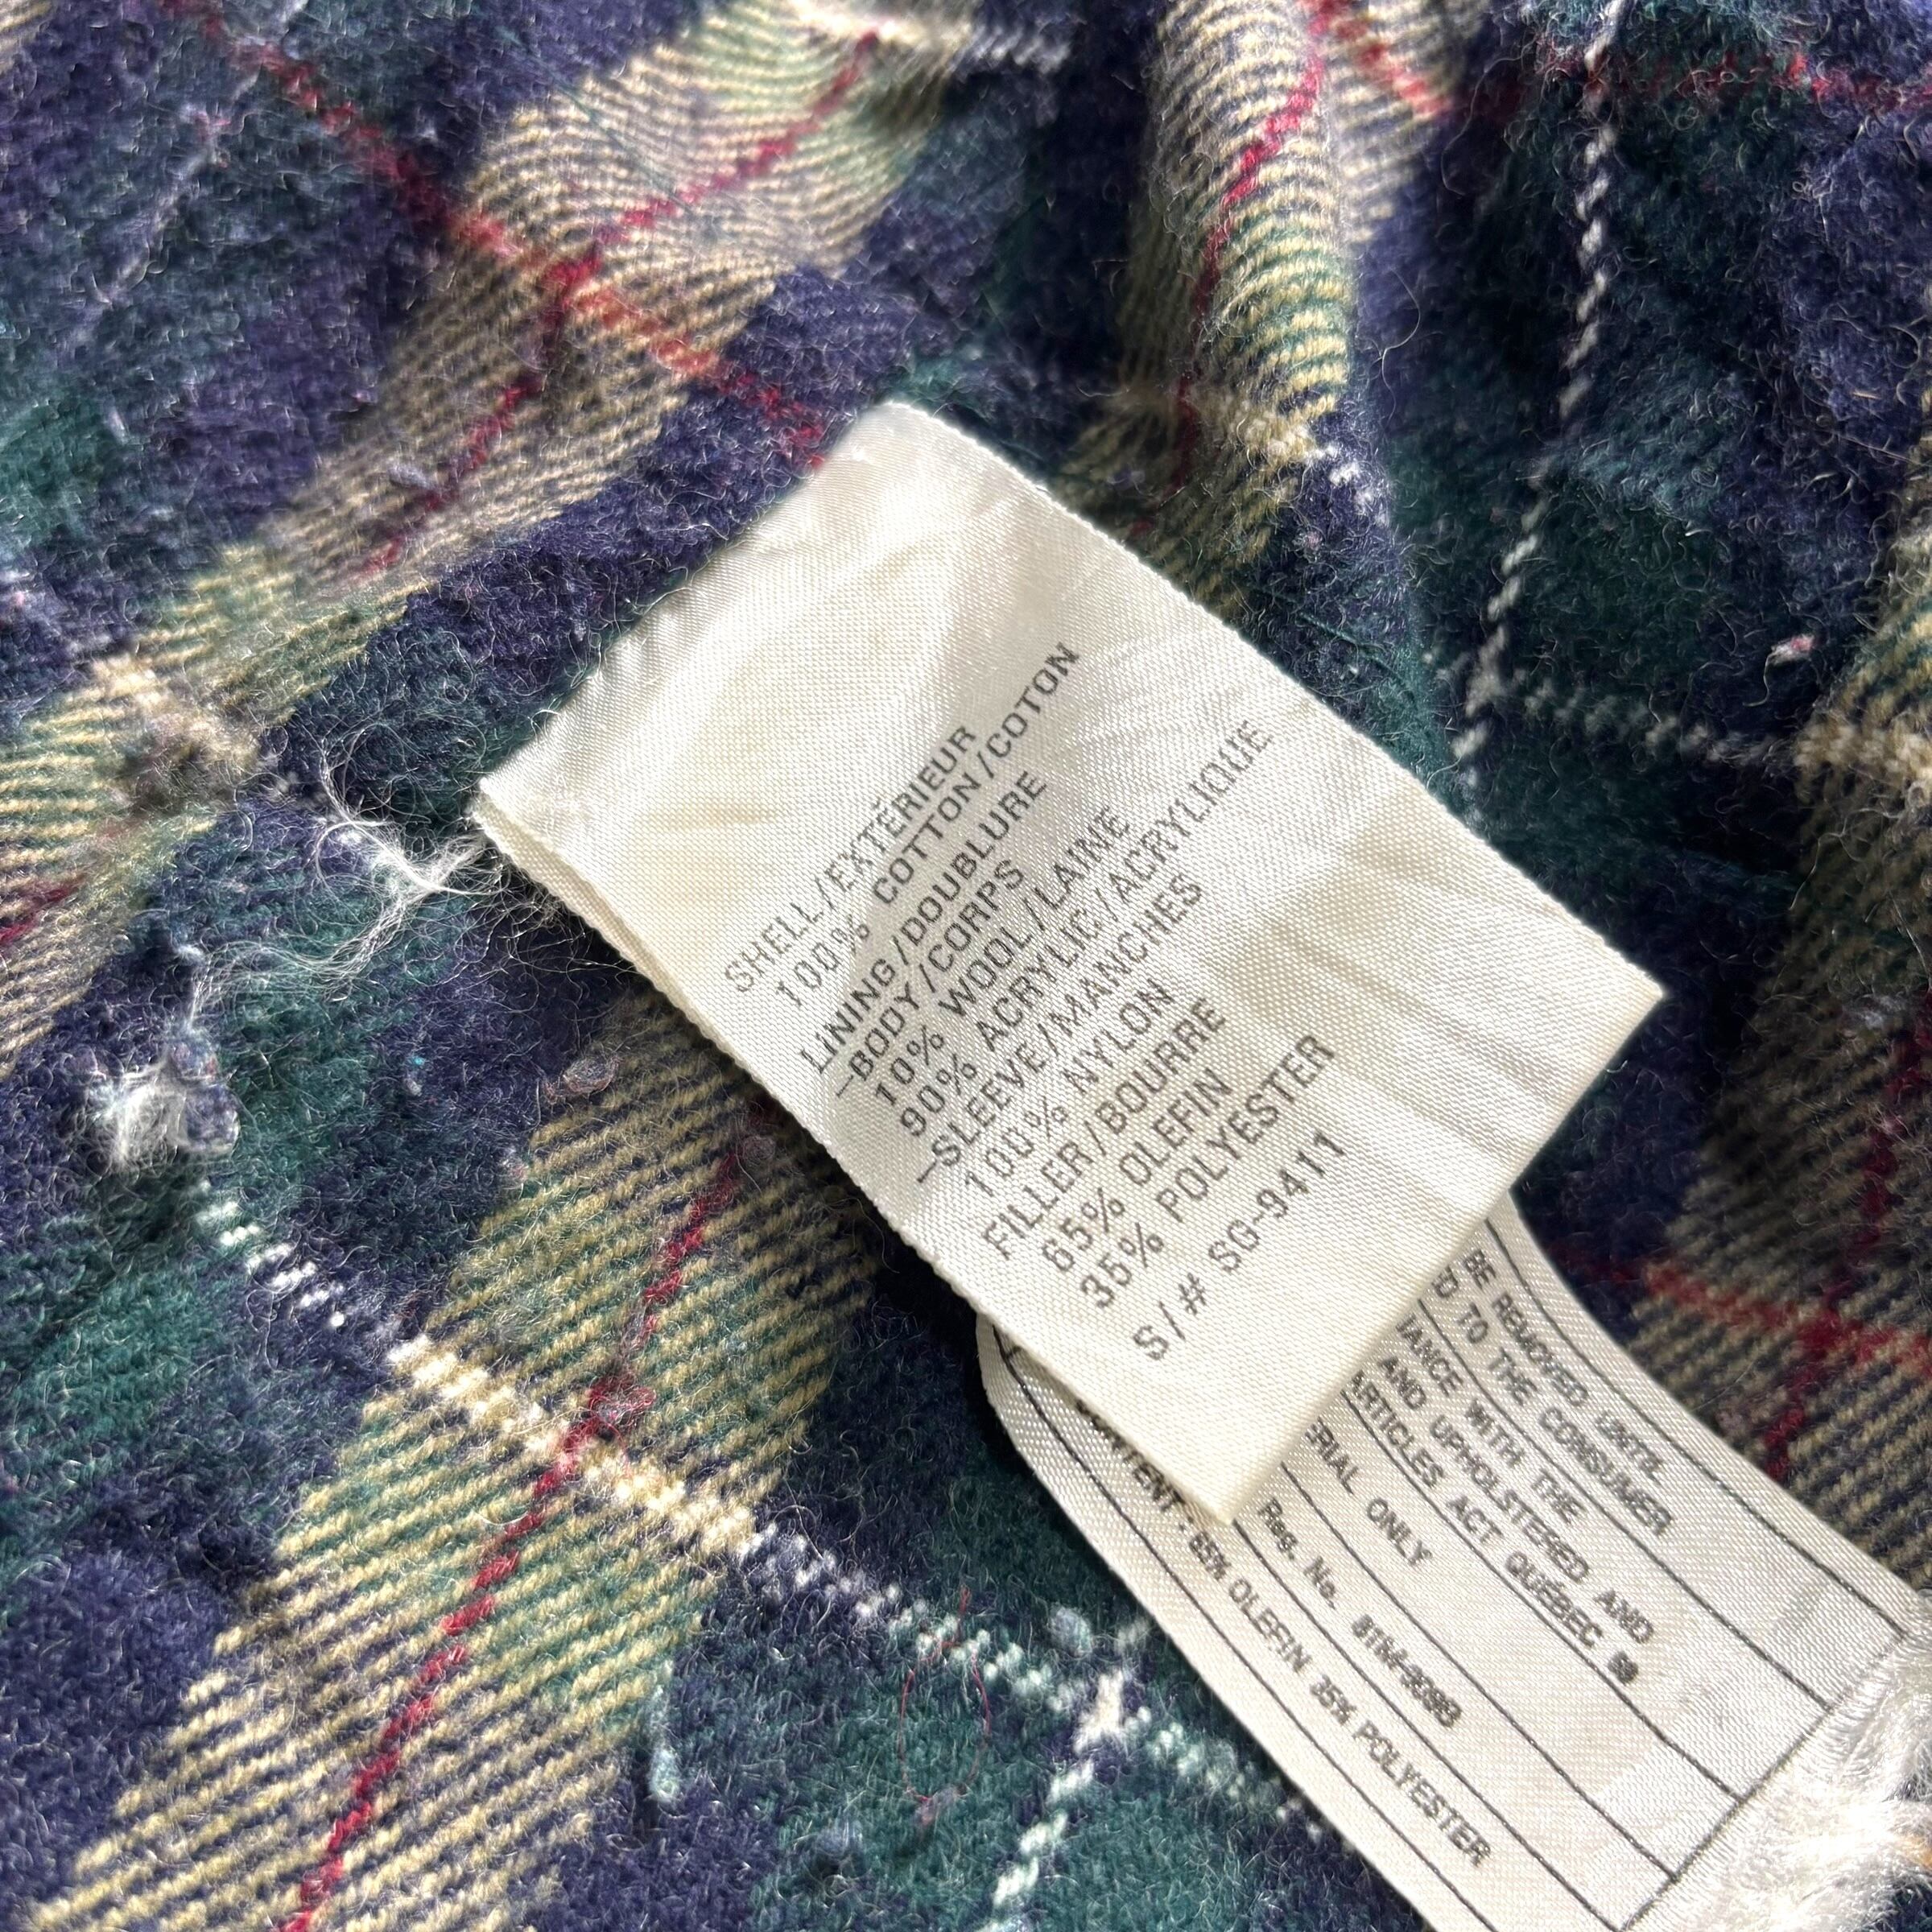 SHELL/EXTÉRIEUR
100% COTTON/COTON
LINING/DOUBLURE
-BODY/CORPS
10% WOOL/LAINE
90% ACRYLIC/ACRYLIQUE
-SLEEVE/MANCHES
100% NYLON
FILLER/BOURRE
65% OLEFIN
35% POLYESTER
S/# SG-9411
BE REMOVED UNTIL
TO THE CONSUMER
WITH THE
AND UPHOLSTERED AND
ARTICLES ACT QUÉBEC
ONLY
Reg. No.
65% OLEFIN 35% POLYESTER